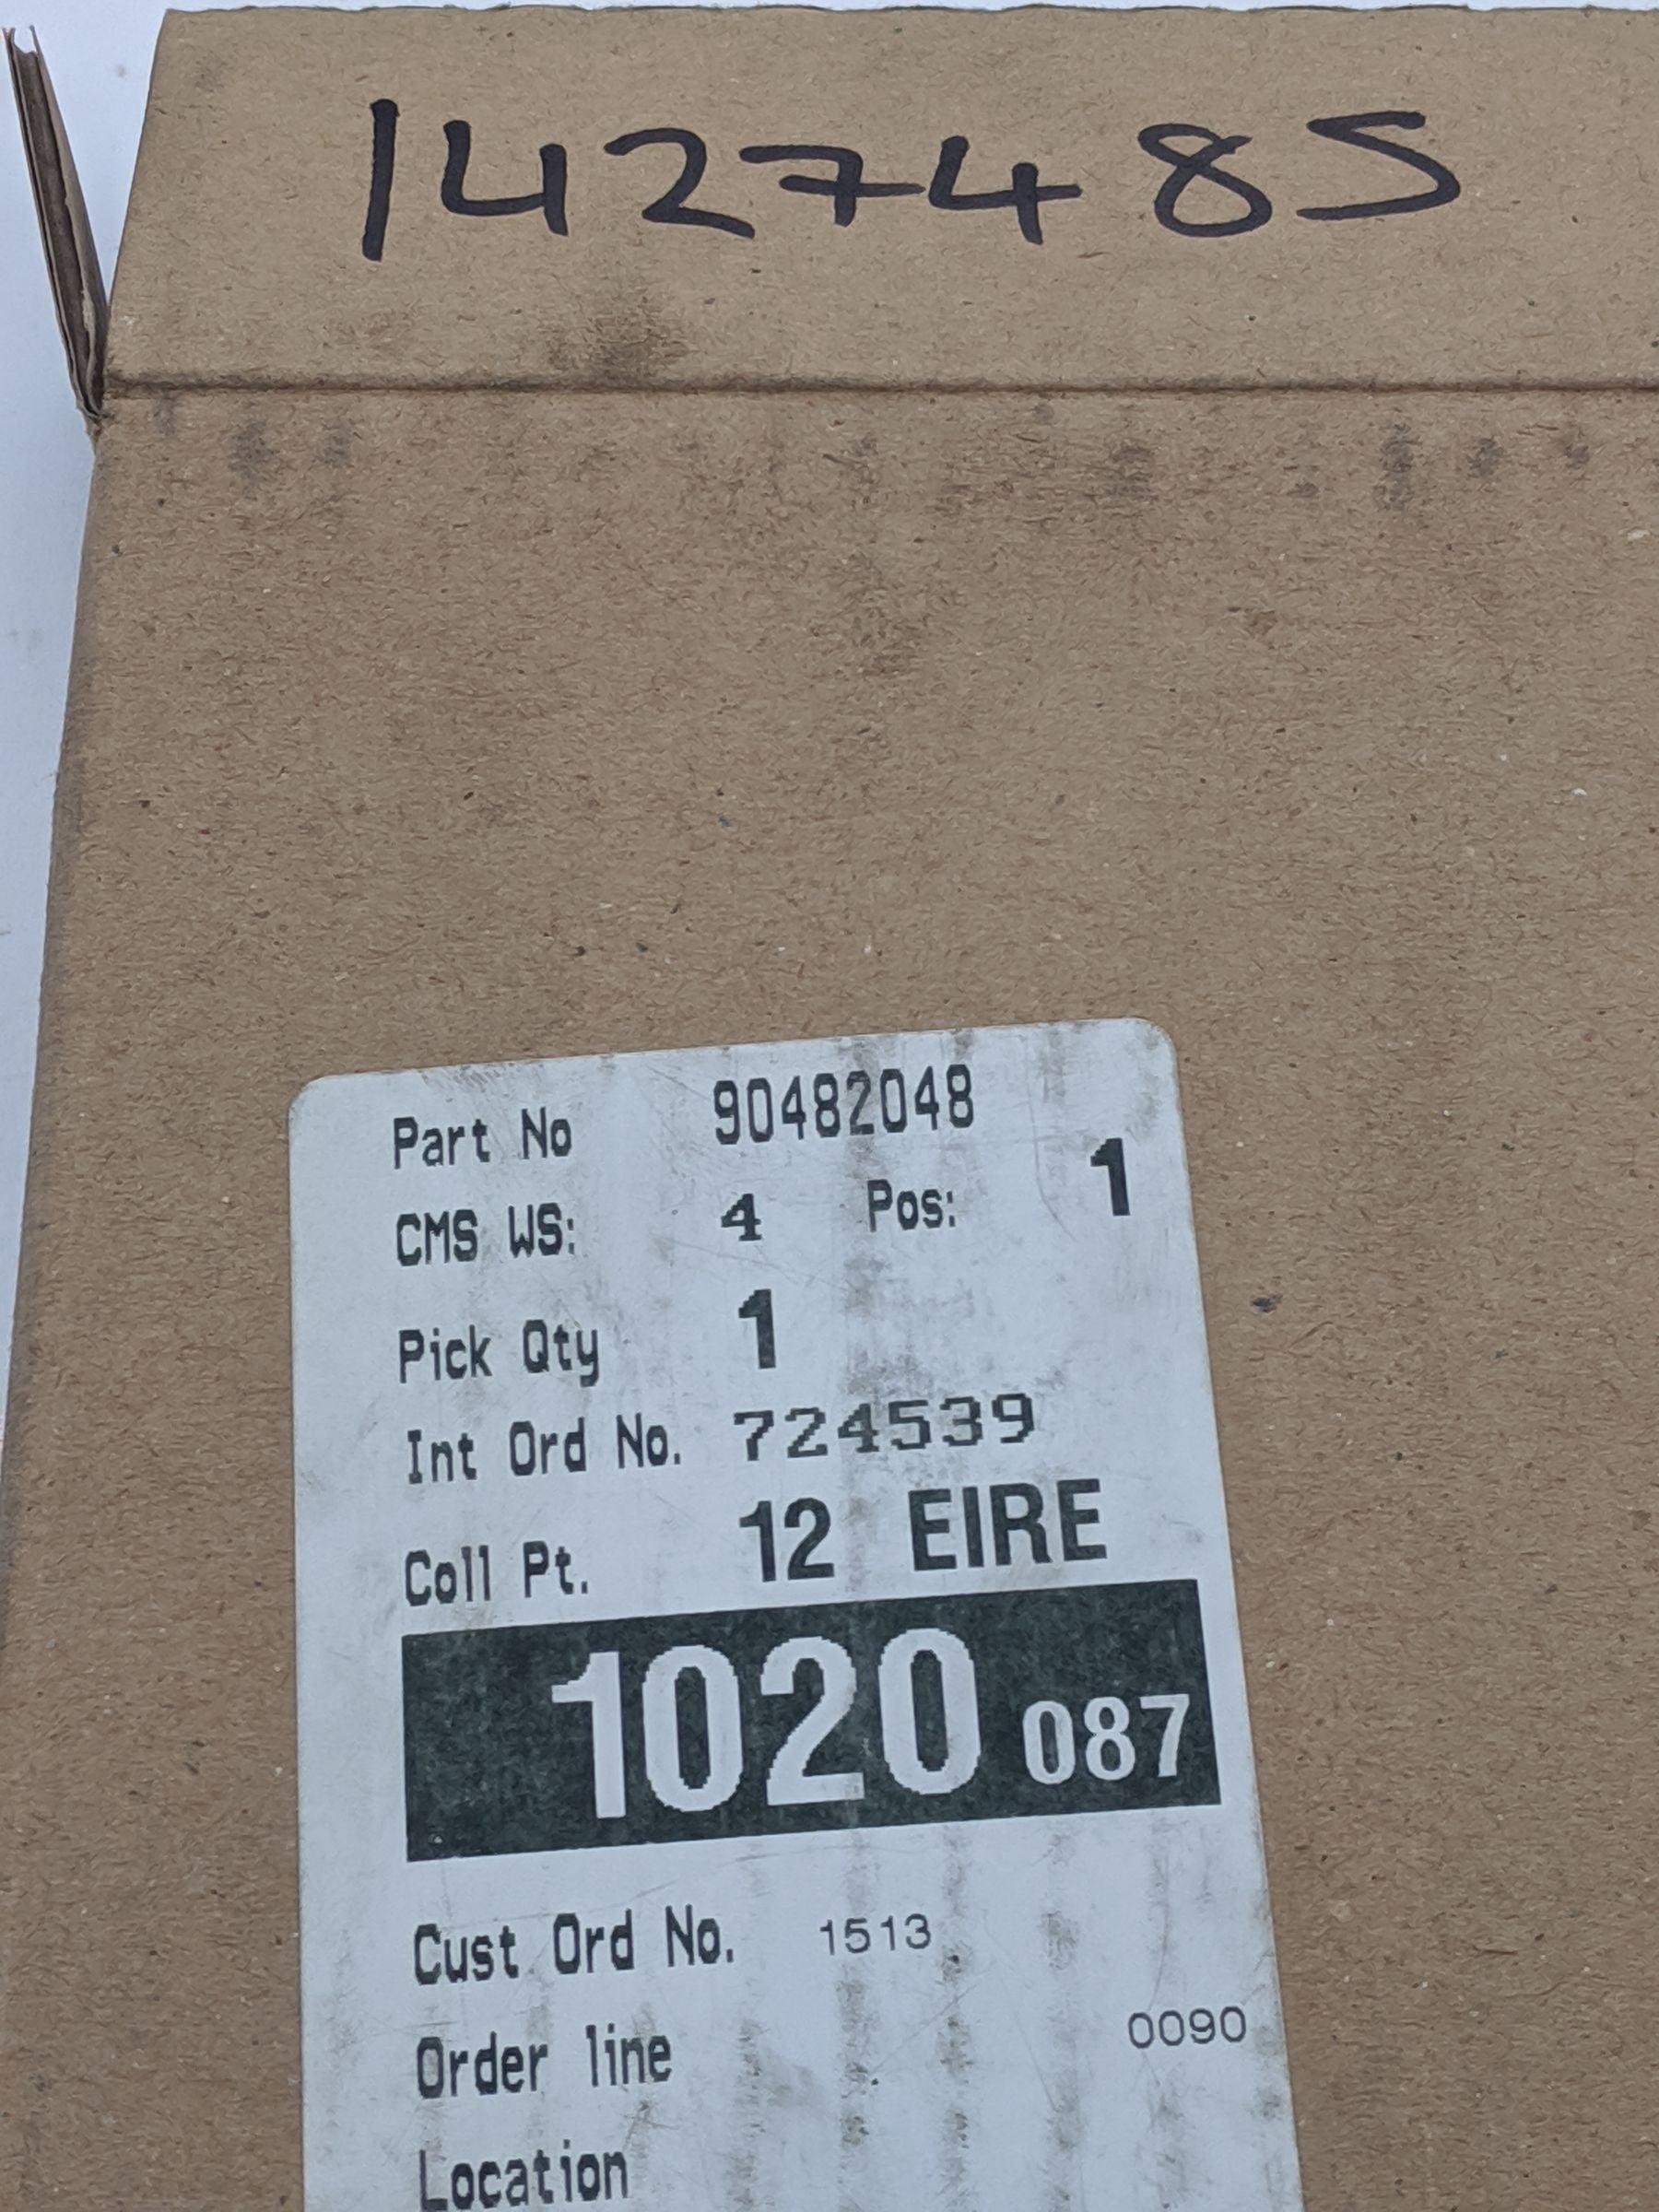 1427485
Part No 90482048
CMS WS: 4 Pos: 1
Pick Qty 1
Int Ord No. 724539
Coll Pt. 12 EIRE
1020 087
Cust Ord No. 1513
Order line 0090
Location